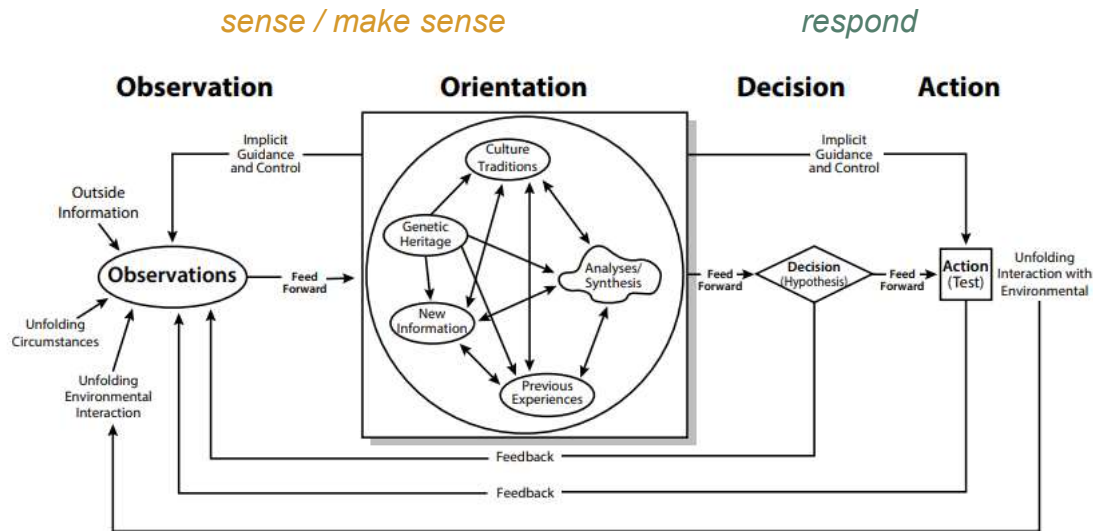 sense / make sense
respond
Observation
Orientation
Decision
Action
Implicit
Guidance
and Control
Culture
Traditions
Implicit
Guidance
and Control
Outside
Information
Genetic
Heritage
Observations
Feed
Forward
Analyses/
Synthesis
Feed
Forward
Decision
(Hypothesis)
Feed
Forward
Action
(Test)
Unfolding
Interaction with
Environmental
New
Information
Unfolding
Circumstances
Previous
Experiences
Unfolding
Environmental
Interaction
Feedback
Feedback